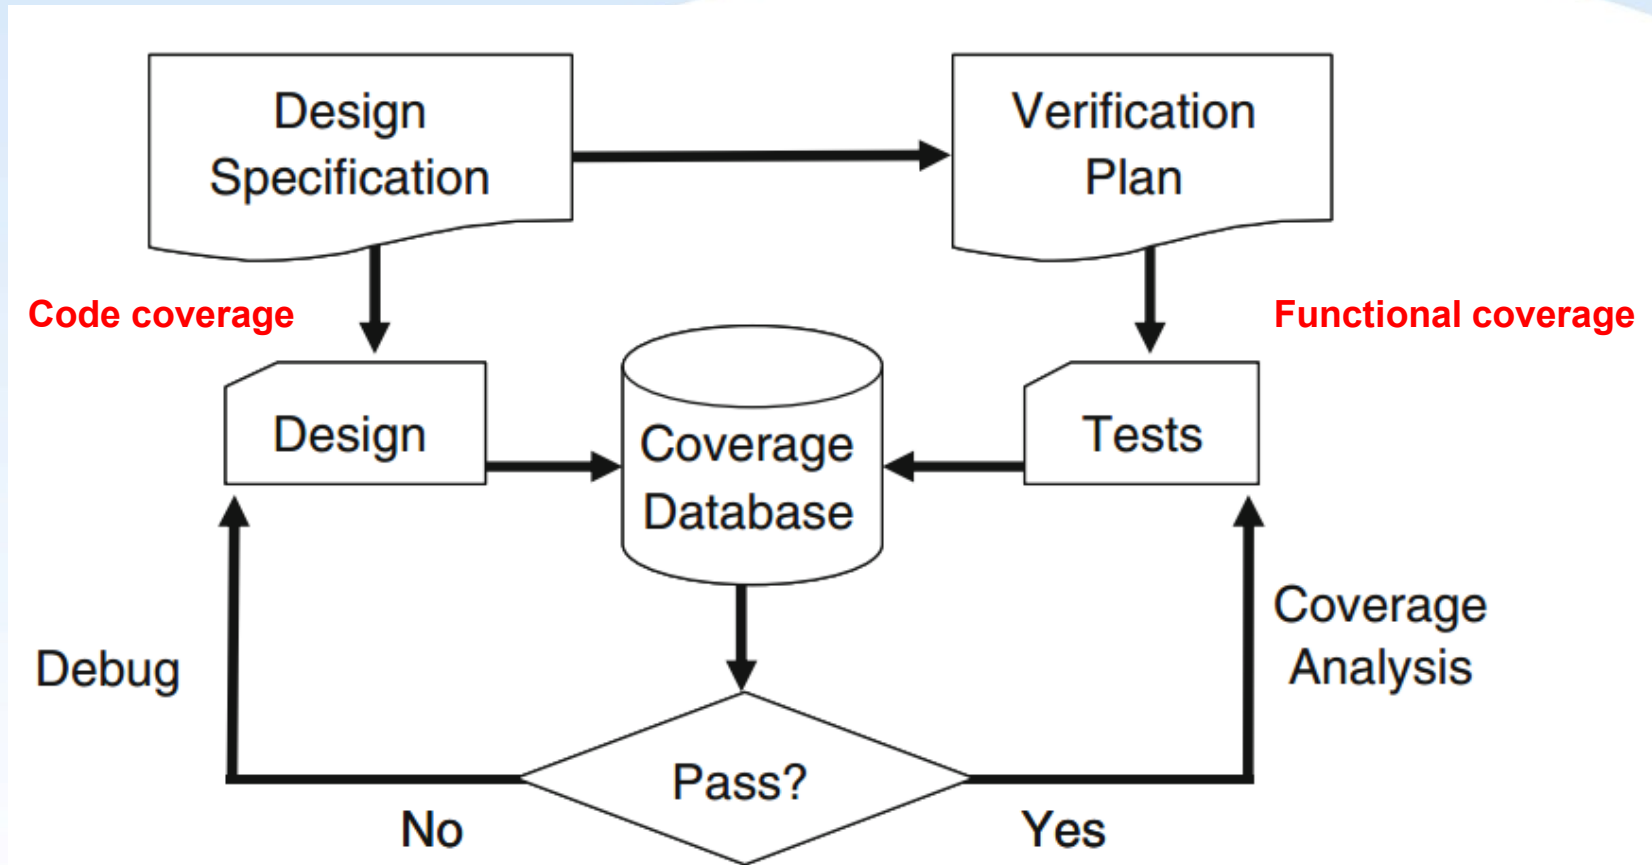 Design
Specification
Verification
Plan
Code coverage
Functional coverage
Design
Coverage
Database
Tests
Debug
Coverage
Analysis
Pass?
No
Yes